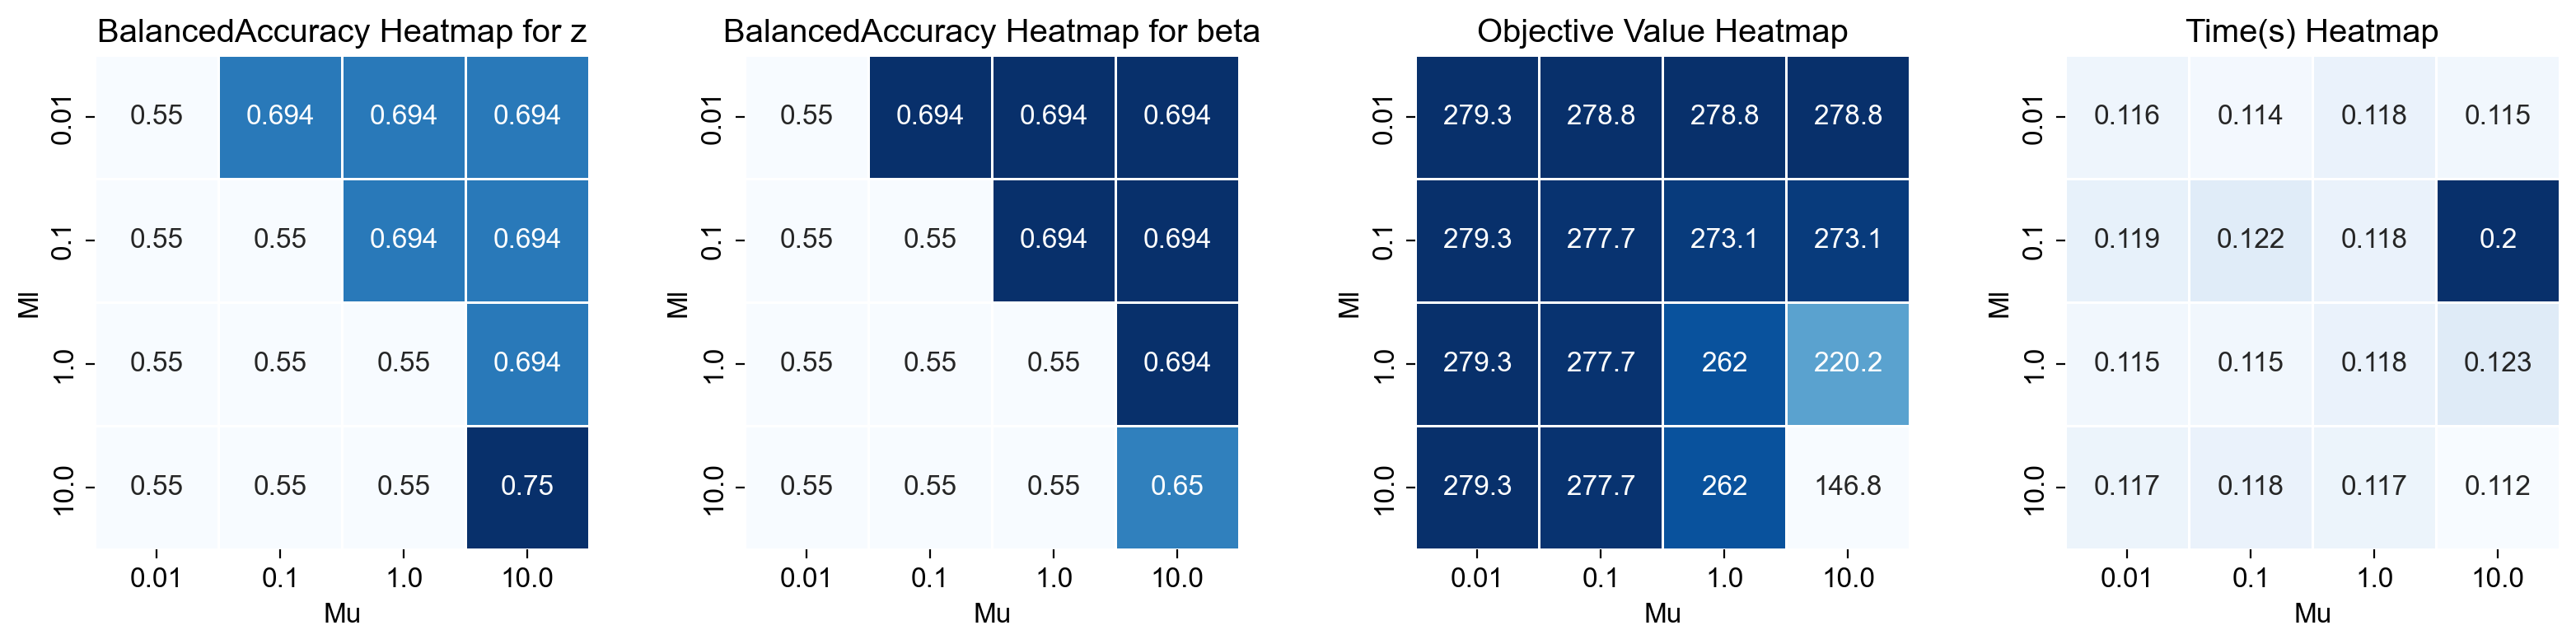 BalancedAccuracy Heatmap for z
0.01 0.55 0.694 0.694 0.694
0.1 0.55 0.55 0.694 0.694
1.0 0.55 0.55 0.55 0.694
10.0 0.55 0.55 0.55 0.75
Ml
0.01 0.1 1.0 10.0
Mu
BalancedAccuracy Heatmap for beta
0.01 0.55 0.694 0.694 0.694
0.1 0.55 0.55 0.694 0.694
1.0 0.55 0.55 0.55 0.694
10.0 0.55 0.55 0.55 0.65
Ml
0.01 0.1 1.0 10.0
Mu
Objective Value Heatmap
0.01 279.3 278.8 278.8 278.8
0.1 279.3 277.7 273.1 273.1
1.0 279.3 277.7 262 220.2
10.0 279.3 277.7 262 146.8
Ml
0.01 0.1 1.0 10.0
Mu
Time(s) Heatmap
0.01 0.116 0.114 0.118 0.115
0.1 0.119 0.122 0.118 0.2
1.0 0.115 0.115 0.118 0.123
10.0 0.117 0.118 0.117 0.112
Ml
0.01 0.1 1.0 10.0
Mu